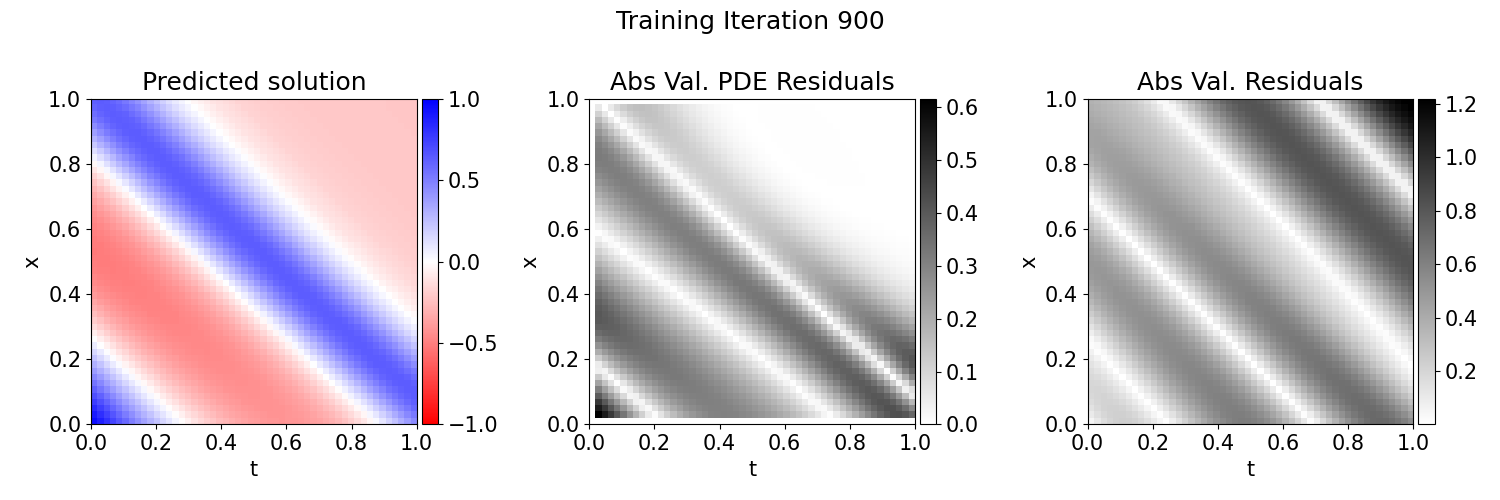 Training Iteration 900
Predicted solution
1.0
0.8
0.6
0.4
0.2
0.0
x
0.0 0.2 0.4 0.6 0.8 1.0
t
1.0
0.5
0.0
−0.5
−1.0
Abs Val. PDE Residuals
1.0
0.8
0.6
0.4
0.2
0.0
x
0.0 0.2 0.4 0.6 0.8 1.0
t
0.6
0.5
0.4
0.3
0.2
0.1
0.0
Abs Val. Residuals
1.0
0.8
0.6
0.4
0.2
0.0
x
0.0 0.2 0.4 0.6 0.8 1.0
t
1.2
1.0
0.8
0.6
0.4
0.2